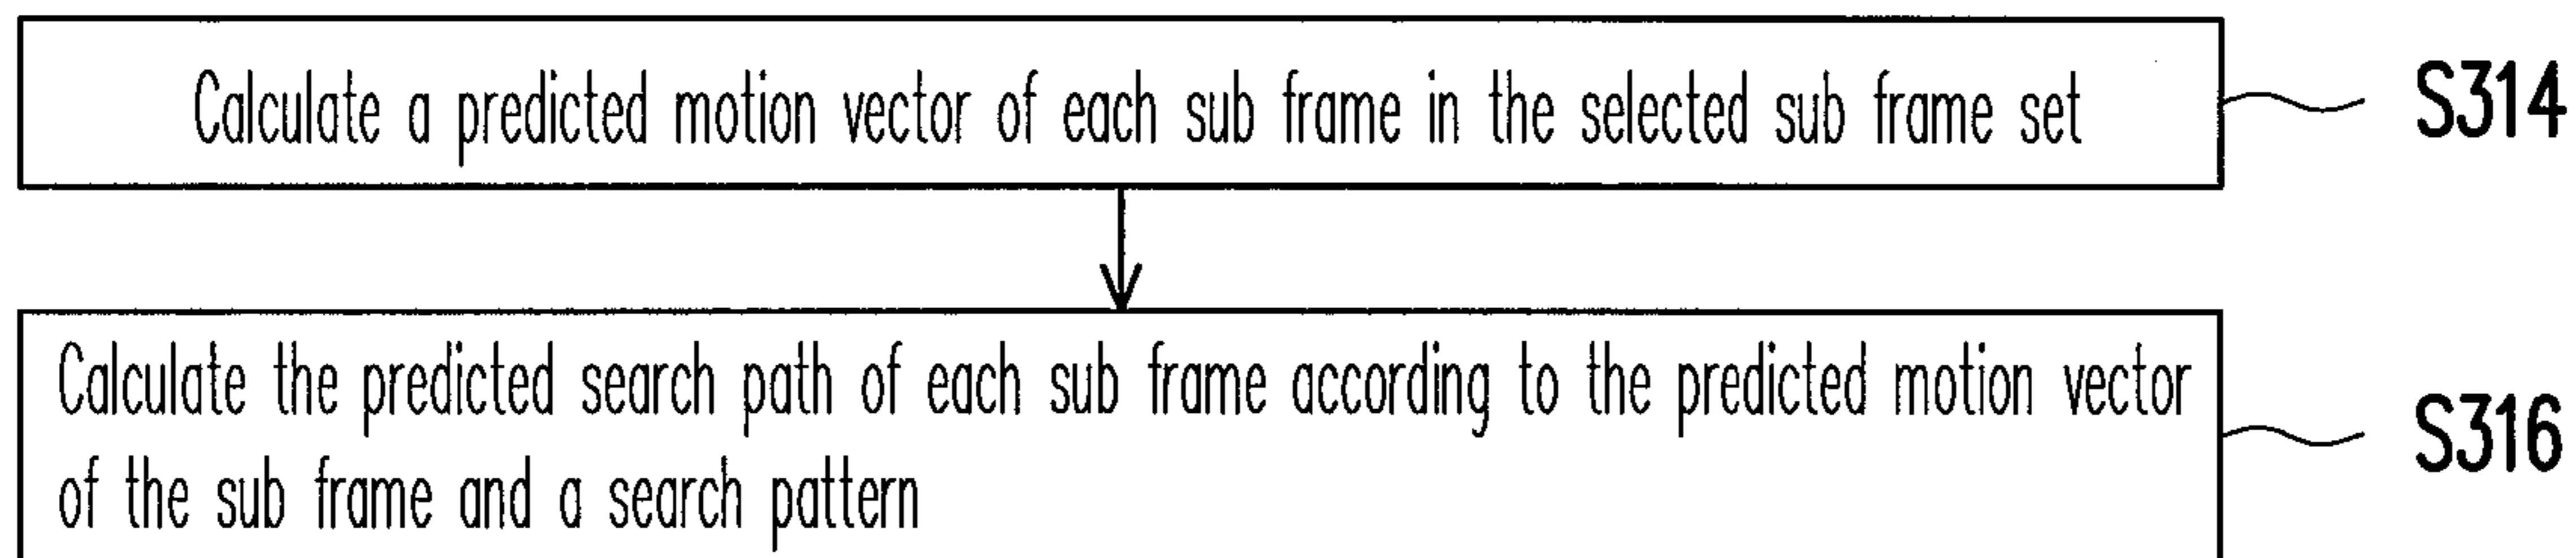 Calculate a predicted motion vector of each sub frame in the selected sub frame set
S314
Calculate the predicted search path of each sub frame according to the predicted motion vector
of the sub frame and a search pattern
S316